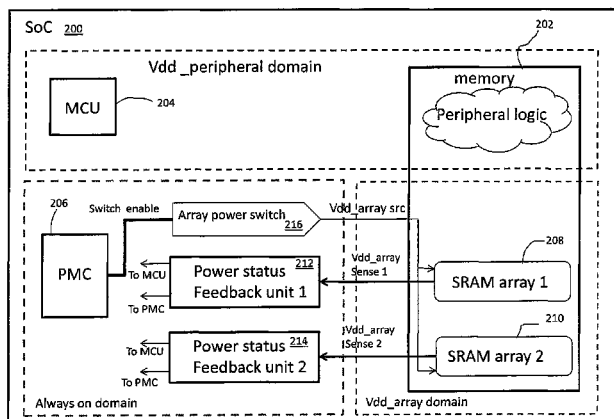 SoC 200
202
Vdd _peripheral domain
memory
MCU
204
Peripheral logic
206
Switch enable
Array power switch
216
Vdd_array src
PMC
208
To MCU
To PMC
Power status 212
Feedback unit 1
Vdd_array
Sense 1
SRAM array 1
210
To MCU
To PMC
Power status 214
Feedback unit 2
Vdd_array
Sense 2
SRAM array 2
Always on domain
Vdd_array domain